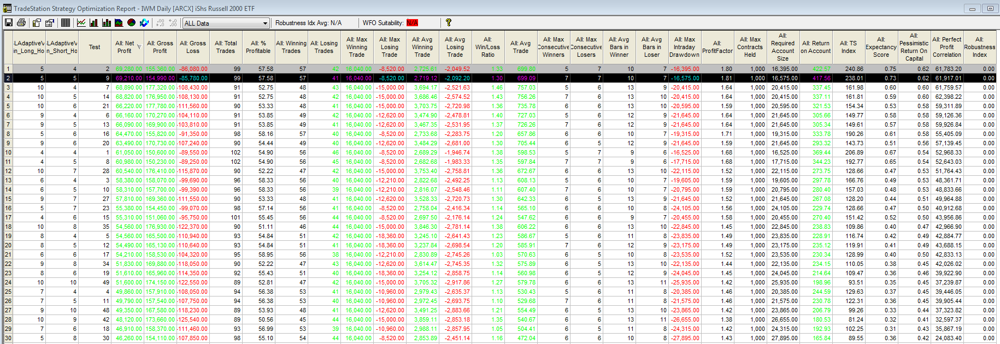 TradeStation Strategy Optimization Report - IWM Daily [ARCX] iShs Russell 2000 ETF
ALL Data Robustness Idx Avg: N/A WFO Suitability: N/A
LAdaptiveV in_Long_Ho LAdaptiveV n_Short_Ho Test All: Net Profit All: Gross Profit All: Gross Loss All: Total Trades All: % Profitable All: Winning Trades All: Losing Trades All: Max Winning Trade All: Max Losing Trade All: Avg Winning Trade All: Avg Losing Trade All: Win/Loss Ratio All: Avg Trade All: Max Consecutive Winners All: Max Consecutive Losers All: Avg Bars in Winner All: Avg Bars in Loser All: Max Intraday Drawdown All: ProfitFactor All: Max Contracts Held All: Required Account Size All: Return on Account All: TS Index All: Expectancy Score All: Pessimistic Return On Capital All: Perfect Profit Correlation All: Robustness Index
1 5 4 2 69,280.00 155,360.00 -86,080.00 99 57.58 57 42 16,040.00 -8,520.00 2,725.61 -2,049.52 1.33 699.80 5 7 10 7 -16,395.00 1.80 1,000 16,395.00 422.57 240.86 0.75 0.62 61,783.20 0.00
2 5 5 9 69,210.00 154,990.00 -85,780.00 99 57.58 57 41 16,040.00 -8,520.00 2,719.12 -2,092.20 1.30 699.09 7 7 10 7 -16,575.00 1.81 1,000 16,575.00 417.56 238.01 0.73 0.62 61,917.01 0.00
3 10 4 7 68,890.00 177,320.00 -108,430.00 91 52.75 48 43 16,040.00 -15,000.00 3,694.17 -2,521.63 1.46 757.03 5 6 13 9 -20,415.00 1.64 1,000 20,415.00 337.45 161.98 0.60 0.60 61,759.57 0.00
4 10 5 14 68,820.00 176,950.00 -108,130.00 91 52.75 48 42 16,040.00 -15,000.00 3,686.46 -2,574.52 1.43 756.26 7 6 13 10 -20,415.00 1.64 1,000 20,415.00 337.11 161.81 0.59 0.60 62,398.22 0.00
5 10 6 21 66,220.00 177,780.00 -111,560.00 90 53.33 48 41 16,040.00 -15,000.00 3,703.75 -2,720.98 1.36 735.78 6 6 13 10 -20,595.00 1.59 1,000 20,595.00 321.53 154.34 0.53 0.58 59,311.89 0.00
6 9 4 6 66,160.00 170,270.00 -104,110.00 91 53.85 49 42 16,040.00 -12,620.00 3,474.90 -2,478.81 1.40 727.03 5 6 12 9 -21,645.00 1.64 1,000 21,645.00 305.66 149.77 0.58 0.58 59,126.36 0.00
7 9 5 13 66,090.00 169,900.00 -103,810.00 91 53.85 49 41 16,040.00 -12,620.00 3,467.35 -2,531.95 1.37 726.26 7 6 12 9 -21,645.00 1.64 1,000 21,645.00 305.34 149.61 0.57 0.58 59,926.84 0.00
8 5 6 16 64,470.00 155,820.00 -91,350.00 98 58.16 57 40 16,040.00 -8,520.00 2,733.68 -2,283.75 1.20 657.86 6 6 10 7 -19,315.00 1.71 1,000 19,315.00 333.78 190.26 0.61 0.58 55,405.09 0.00
9 9 6 20 63,490.00 170,730.00 -107,240.00 90 54.44 49 40 16,040.00 -12,620.00 3,484.29 -2,681.00 1.30 705.44 6 5 12 9 -21,645.00 1.59 1,000 21,645.00 293.32 143.73 0.51 0.56 57,139.45 0.00
10 4 4 1 61,050.00 150,600.00 -89,550.00 102 54.90 56 46 16,040.00 -8,520.00 2,689.29 -1,946.74 1.38 598.53 5 7 9 6 -16,525.00 1.68 1,000 16,525.00 369.44 206.89 0.67 0.54 52,968.33 0.00
11 4 5 8 60,980.00 150,230.00 -89,250.00 102 54.90 56 45 16,040.00 -8,520.00 2,682.68 -1,983.33 1.35 597.84 7 7 9 6 -17,715.00 1.68 1,000 17,715.00 344.23 192.77 0.65 0.54 52,643.03 0.00
12 10 7 28 60,540.00 176,410.00 -115,870.00 90 52.22 47 42 16,040.00 -15,000.00 3,753.40 -2,758.81 1.36 672.67 6 6 13 10 -22,115.00 1.52 1,000 22,115.00 273.75 128.66 0.47 0.53 51,764.43 0.00
13 6 4 3 58,380.00 158,070.00 -99,690.00 96 58.33 56 40 16,040.00 -12,210.00 2,822.68 -2,492.25 1.13 608.13 5 6 10 7 -19,605.00 1.59 1,000 19,605.00 297.78 166.76 0.49 0.53 48,361.71 0.00
14 6 5 10 58,310.00 157,700.00 -99,390.00 96 58.33 56 39 16,040.00 -12,210.00 2,816.07 -2,548.46 1.11 607.40 7 6 10 7 -20,795.00 1.59 1,000 20,795.00 280.40 157.03 0.48 0.53 48,833.66 0.00
15 9 7 27 57,810.00 169,360.00 -111,550.00 90 53.33 48 41 16,040.00 -12,620.00 3,528.33 -2,720.73 1.30 642.33 6 5 13 9 -21,645.00 1.52 1,000 21,645.00 267.08 128.20 0.44 0.51 49,964.88 0.00
16 5 7 23 55,380.00 154,450.00 -99,070.00 98 57.14 56 41 16,040.00 -8,520.00 2,758.04 -2,416.34 1.14 565.10 6 6 10 8 -24,105.00 1.56 1,000 24,105.00 229.74 128.66 0.47 0.50 40,912.68 0.00
17 4 6 15 55,310.00 151,060.00 -95,750.00 101 55.45 56 44 16,040.00 -8,520.00 2,697.50 -2,176.14 1.24 547.62 6 6 9 7 -20,455.00 1.58 1,000 20,455.00 270.40 151.42 0.52 0.50 43,956.86 0.00
18 10 8 35 54,560.00 176,930.00 -122,370.00 90 51.11 46 44 16,040.00 -15,000.00 3,846.30 -2,781.14 1.38 606.22 6 6 13 10 -22,845.00 1.45 1,000 22,845.00 238.83 109.86 0.40 0.47 42,966.90 0.00
19 8 4 5 54,560.00 165,500.00 -110,940.00 93 54.84 51 42 16,040.00 -18,360.00 3,245.10 -2,641.43 1.23 586.67 5 6 11 8 -23,835.00 1.49 1,000 23,835.00 228.91 116.74 0.42 0.49 42,884.77 0.00
20 8 5 12 54,490.00 165,130.00 -110,640.00 93 54.84 51 41 16,040.00 -18,360.00 3,237.84 -2,698.54 1.20 585.91 7 6 12 9 -23,175.00 1.49 1,000 23,175.00 235.12 119.91 0.41 0.49 43,688.15 0.00
21 6 6 17 54,210.00 158,530.00 -104,320.00 95 58.95 56 38 16,040.00 -12,210.00 2,830.89 -2,745.26 1.03 570.63 6 5 10 8 -23,535.00 1.52 1,000 23,535.00 230.34 128.99 0.40 0.50 42,833.13 0.00
22 9 8 34 51,830.00 169,880.00 -118,050.00 90 52.22 47 43 16,040.00 -12,620.00 3,614.47 -2,745.35 1.32 575.89 6 5 13 10 -22,135.00 1.44 1,000 22,135.00 234.15 110.05 0.38 0.45 42,026.02 0.00
23 8 6 19 51,610.00 165,960.00 -114,350.00 92 55.43 51 40 16,040.00 -18,360.00 3,254.12 -2,858.75 1.14 560.98 6 5 12 9 -24,045.00 1.45 1,000 24,045.00 214.64 109.47 0.36 0.46 39,922.90 0.00
24 10 10 49 51,600.00 174,150.00 -122,550.00 89 52.81 47 42 16,040.00 -15,000.00 3,705.32 -2,917.86 1.27 579.78 6 6 13 11 -25,935.00 1.42 1,000 25,935.00 198.96 93.51 0.35 0.45 37,239.87 0.00
25 7 4 4 49,860.00 157,910.00 -108,050.00 94 56.38 53 41 16,040.00 -10,960.00 2,979.43 -2,635.37 1.13 530.43 5 6 11 8 -20,385.00 1.46 1,000 20,385.00 244.59 129.63 0.37 0.45 39,446.05 0.00
26 7 5 11 49,790.00 157,540.00 -107,750.00 94 56.38 53 40 16,040.00 -10,960.00 2,972.45 -2,693.75 1.10 529.68 7 6 11 8 -21,575.00 1.46 1,000 21,575.00 230.78 122.31 0.36 0.45 39,905.44 0.00
27 9 10 48 49,350.00 167,580.00 -118,230.00 89 53.93 48 41 16,040.00 -12,620.00 3,491.25 -2,883.66 1.21 554.49 6 5 13 10 -23,865.00 1.42 1,000 23,865.00 206.79 99.26 0.33 0.44 37,323.82 0.00
28 10 9 42 48,120.00 173,660.00 -125,540.00 89 50.56 45 44 16,040.00 -15,000.00 3,859.11 -2,853.18 1.35 540.67 6 6 13 11 -26,655.00 1.38 1,000 26,655.00 180.53 81.24 0.32 0.41 32,597.37 0.00
29 7 6 18 46,910.00 158,370.00 -111,460.00 93 56.99 53 39 16,040.00 -10,960.00 2,988.11 -2,857.95 1.05 504.41 6 5 11 8 -24,315.00 1.42 1,000 24,315.00 192.93 102.25 0.31 0.43 35,867.19 0.00
30 5 8 30 46,260.00 154,110.00 -107,850.00 98 55.10 54 44 16,040.00 -8,520.00 2,853.89 -2,451.14 1.16 472.04 6 6 10 8 -27,895.00 1.43 1,000 27,895.00 165.84 89.55 0.36 0.42 24,083.40 0.00